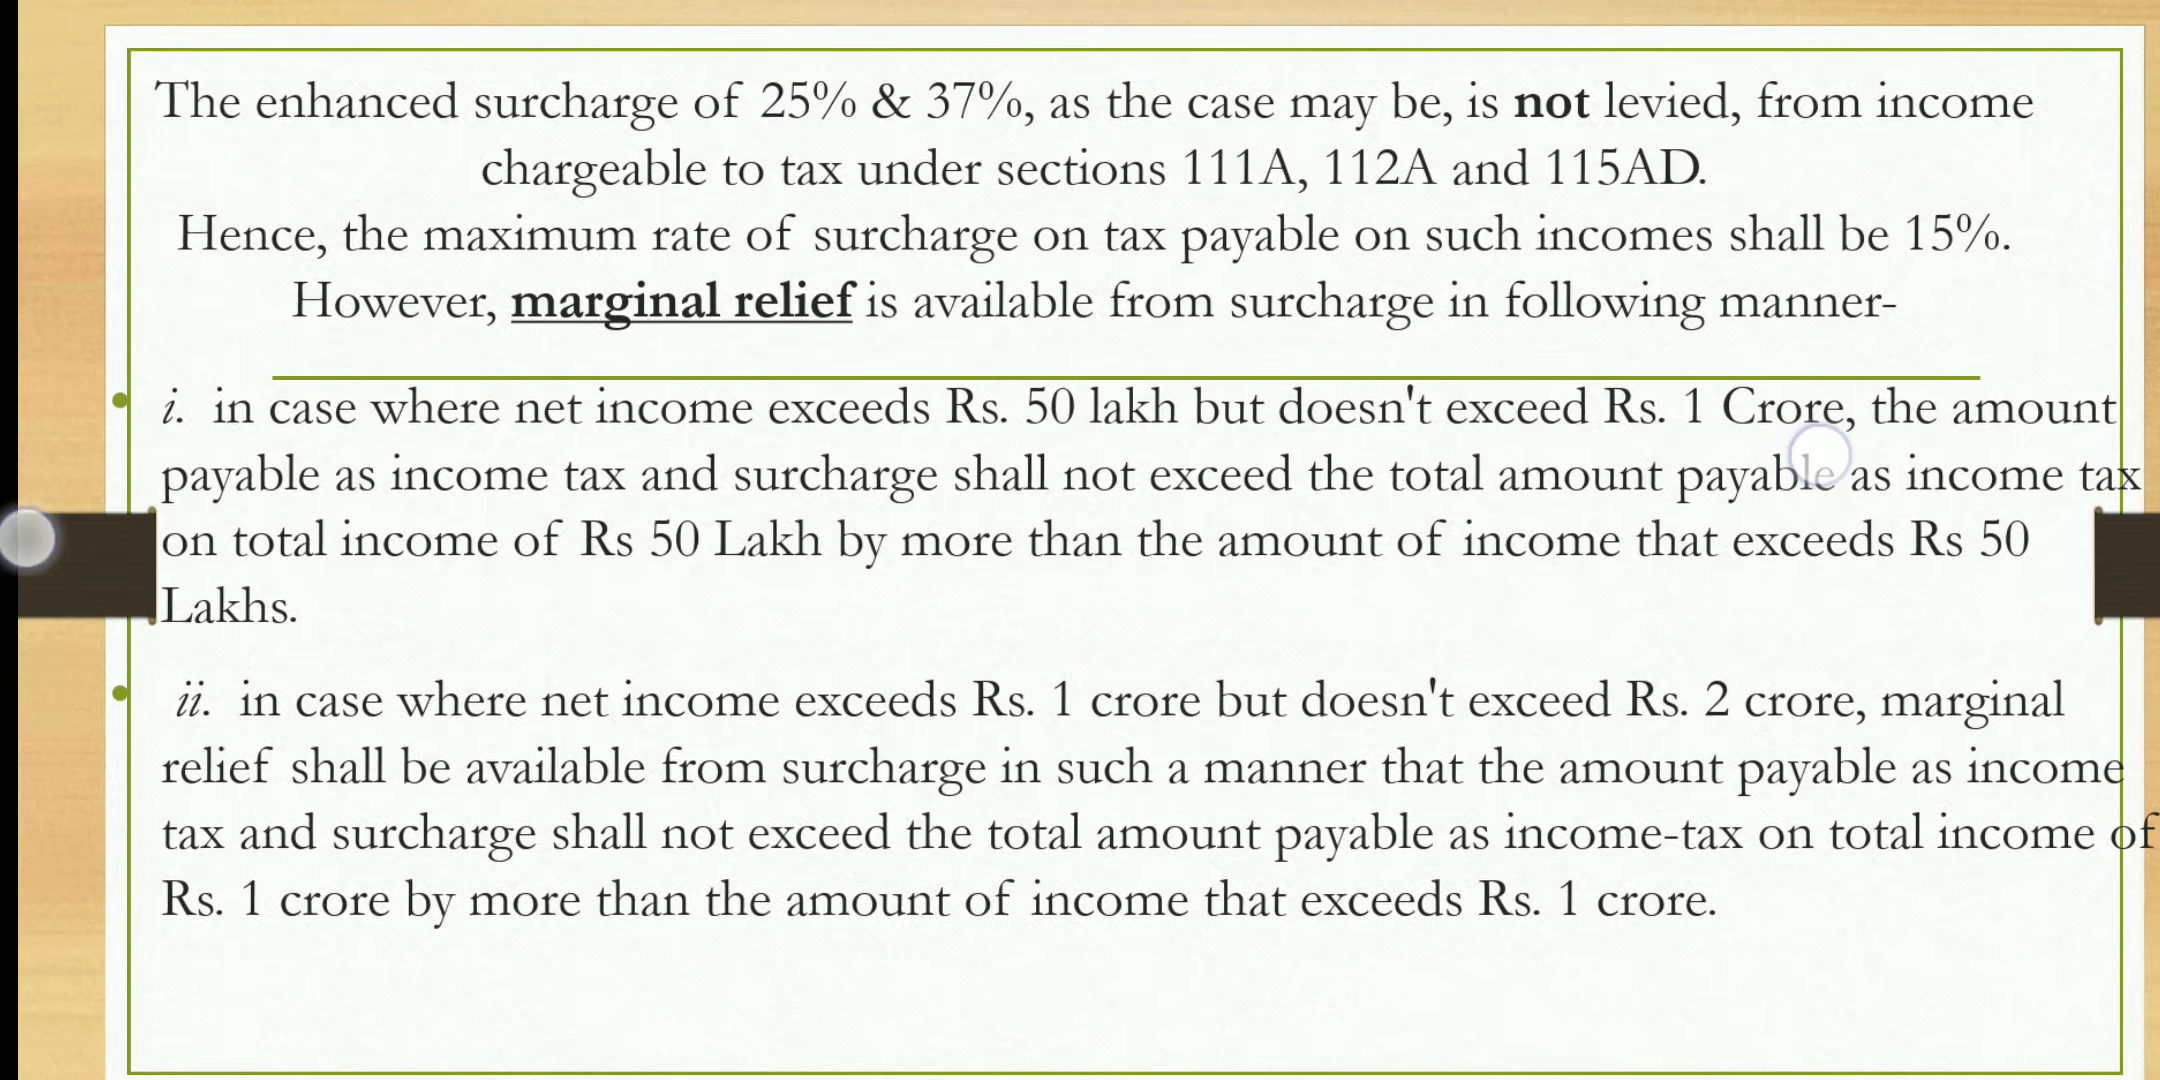 The enhanced surcharge of 25% & 37%, as the case may be, is not levied, from income
chargeable to tax under sections 111A, 112A and 115AD.
Hence, the maximum rate of surcharge on tax payable on such incomes shall be 15%.
However, marginal relief is available from surcharge in following manner-
• i. in case where net income exceeds Rs. 50 lakh but doesn't exceed Rs. 1 Crore, the amount
payable as income tax and surcharge shall not exceed the total amount payable as income tax
on total income of Rs 50 Lakh by more than the amount of income that exceeds Rs 50
Lakhs.
• ii. in case where net income exceeds Rs. 1 crore but doesn't exceed Rs. 2 crore, marginal
relief shall be available from surcharge in such a manner that the amount payable as income
tax and surcharge shall not exceed the total amount payable as income-tax on total income of
Rs. 1 crore by more than the amount of income that exceeds Rs. 1 crore.